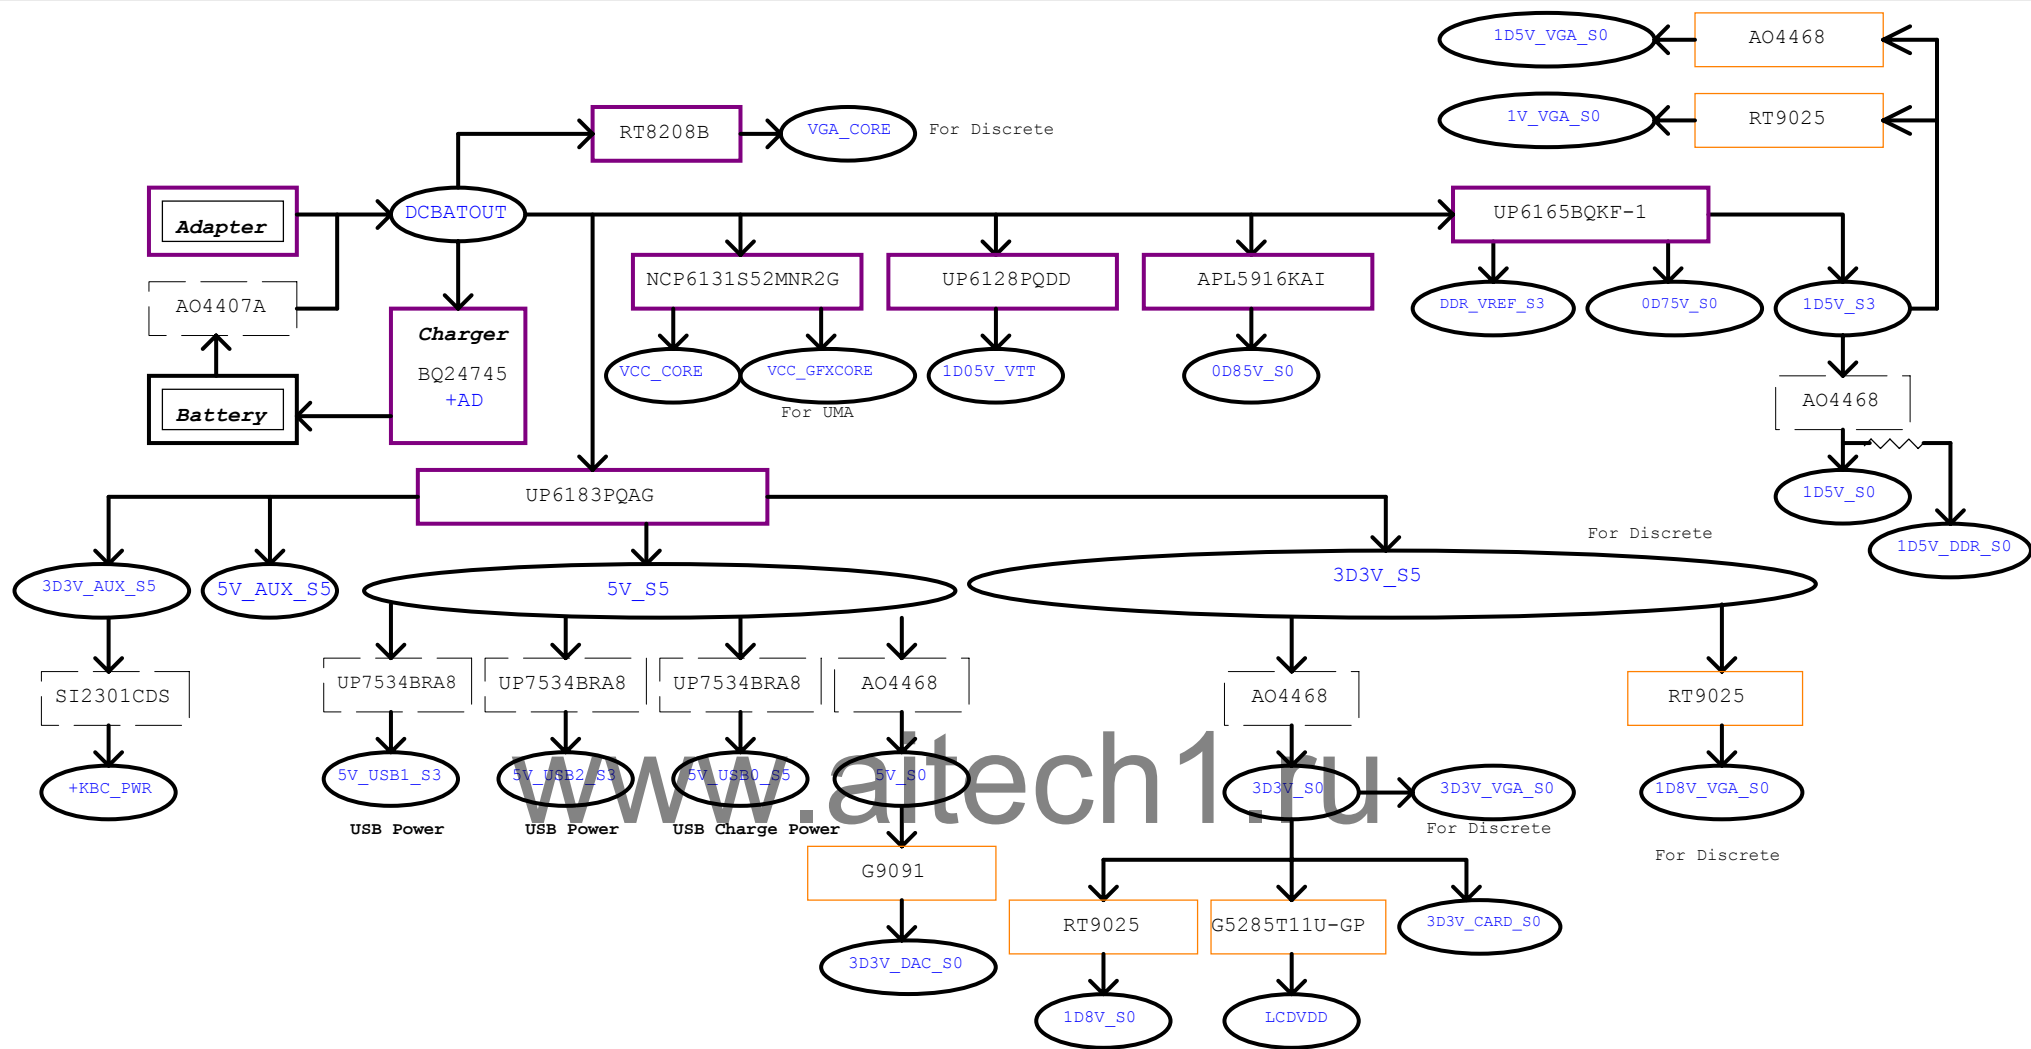 1D5V_VGA_S0
AO4468
1V_VGA_S0
RT9025
RT8208B
VGA_CORE
For Discrete
Adapter
DCBATOUT
UP6165BQKF-1
NCP6131S52MNR2G
UP6128PQDD
APL5916KAI
AO4407A
DDR_VREF_S3
0D75V_S0
1D5V_S3
Charger
BQ24745
+AD
VCC_CORE
VCC_GFXCORE
For UMA
1D05V_VTT
0D85V_S0
Battery
AO4468
UP6183PQAG
1D5V_S0
1D5V_DDR_S0
For Discrete
3D3V_AUX_S5
5V_AUX_S5
5V_S5
3D3V_S5
SI2301CDS
UP7534BRA8
UP7534BRA8
UP7534BRA8
AO4468
AO4468
RT9025
+KBC_PWR
5V_USB1_S3
5V_USB2_S3
5V_USB0_S5
5V_S0
3D3V_S0
3D3V_VGA_S0
1D8V_VGA_S0
www.aitech1.ru
USB Power
USB Power
USB Charge Power
For Discrete
For Discrete
G9091
RT9025
G5285T11U-GP
3D3V_CARD_S0
3D3V_DAC_S0
1D8V_S0
LCDVDD